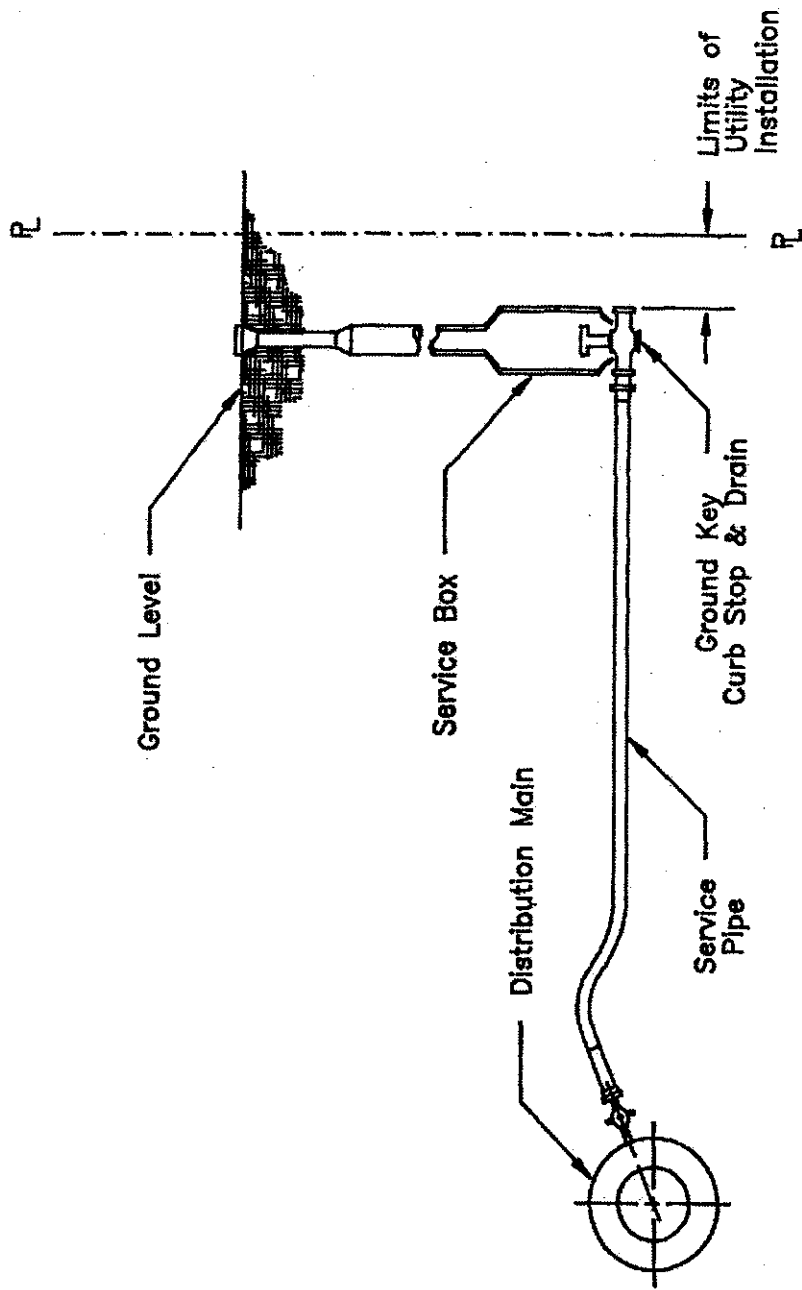 Ground Level
Service Box
Distribution Main
Service
Pipe
Ground Key
Curb Stop & Drain
Limits of
Utility
Installation
PL
PL